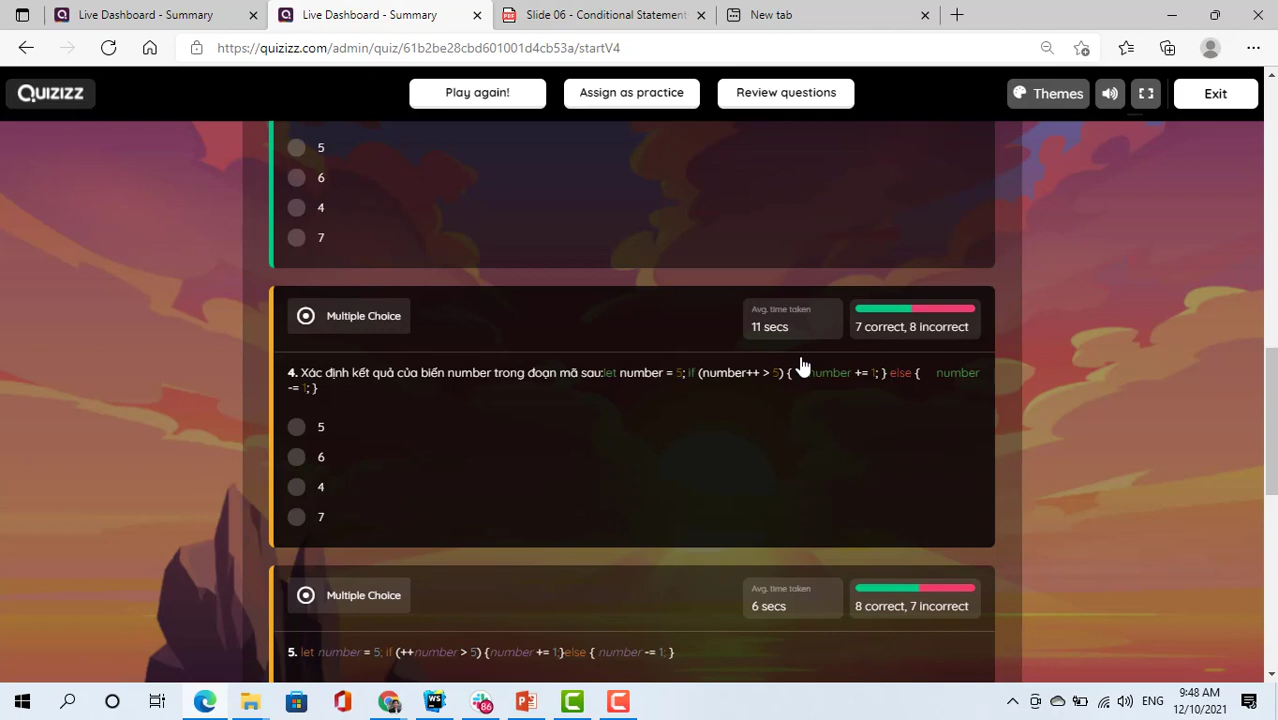 Live Dashboard - Summary
Live Dashboard - Summary
Slide 06 - Conditional Statement
New tab
https://quizizz.com/admin/quiz/61b2be28cbd601001d4cb53a/startV4
Quizizz
Play again!
Assign as practice
Review questions
Themes
Exit
5
6
4
7
Multiple Choice
Avg. time taken
11 secs
7 correct, 8 incorrect
4. Xác định kết quả của biến number trong đoạn mã sau:let number = 5; if (number++ > 5) { number += 1; } else { number
-= 1; }
5
6
4
7
Multiple Choice
Avg. time taken
6 secs
8 correct, 7 incorrect
5. let number = 5; if (++number > 5) {number += 1;}else { number -= 1; }
PDF
WS
86
ENG
9:48 AM
12/10/2021